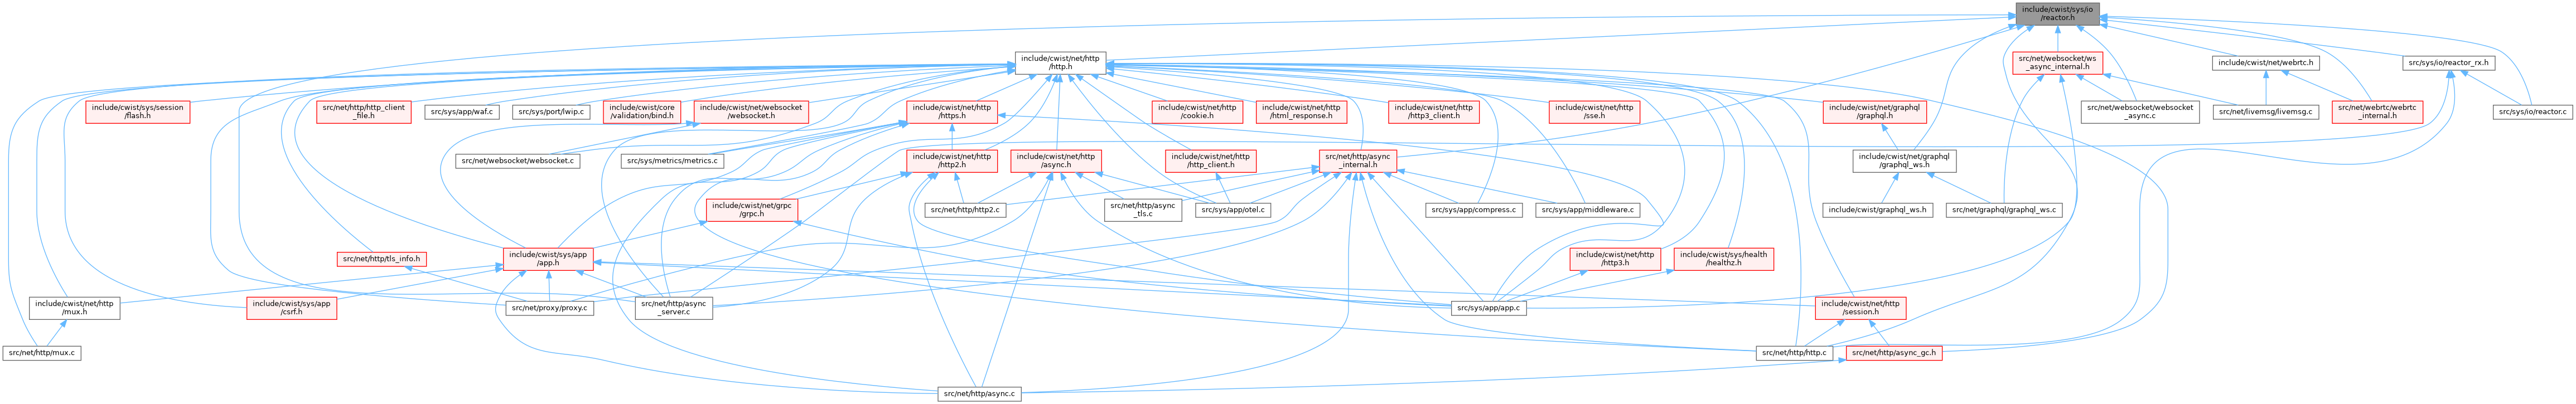 include/cwist/sys/io
/reactor.h
include/cwist/net/http
/http.h
src/net/websocket/ws
_async_internal.h
include/cwist/net/webrtc.h
src/sys/io/reactor_rx.h
include/cwist/sys/session
/flash.h
src/net/http/http_client
_file.h
src/sys/app/waf.c
src/sys/port/lwip.c
include/cwist/core
/validation/bind.h
include/cwist/net/websocket
/websocket.h
include/cwist/net/http
/https.h
include/cwist/net/http
/cookie.h
include/cwist/net/http
/html_response.h
include/cwist/net/http
/http3_client.h
include/cwist/net/http
/sse.h
include/cwist/net/graphql
/graphql.h
src/net/websocket/websocket
_async.c
src/net/livemsg/livemsg.c
src/net/webrtc/webrtc
_internal.h
src/sys/io/reactor.c
src/net/websocket/websocket.c
src/sys/metrics/metrics.c
include/cwist/net/http
/http2.h
include/cwist/net/http
/async.h
include/cwist/net/http
/http_client.h
src/net/http/async
_internal.h
include/cwist/net/graphql
/graphql_ws.h
include/cwist/net/grpc
/grpc.h
src/net/http/http2.c
src/net/http/async
_tls.c
src/sys/app/otel.c
src/sys/app/compress.c
src/sys/app/middleware.c
include/cwist/graphql_ws.h
src/net/graphql/graphql_ws.c
src/net/http/tls_info.h
include/cwist/sys/app
/app.h
include/cwist/net/http
/http3.h
include/cwist/sys/health
/healthz.h
include/cwist/net/http
/mux.h
include/cwist/sys/app
/csrf.h
src/net/proxy/proxy.c
src/net/http/async
_server.c
src/sys/app/app.c
include/cwist/net/http
/session.h
src/net/http/mux.c
src/net/http/http.c
src/net/http/async_gc.h
src/net/http/async.c